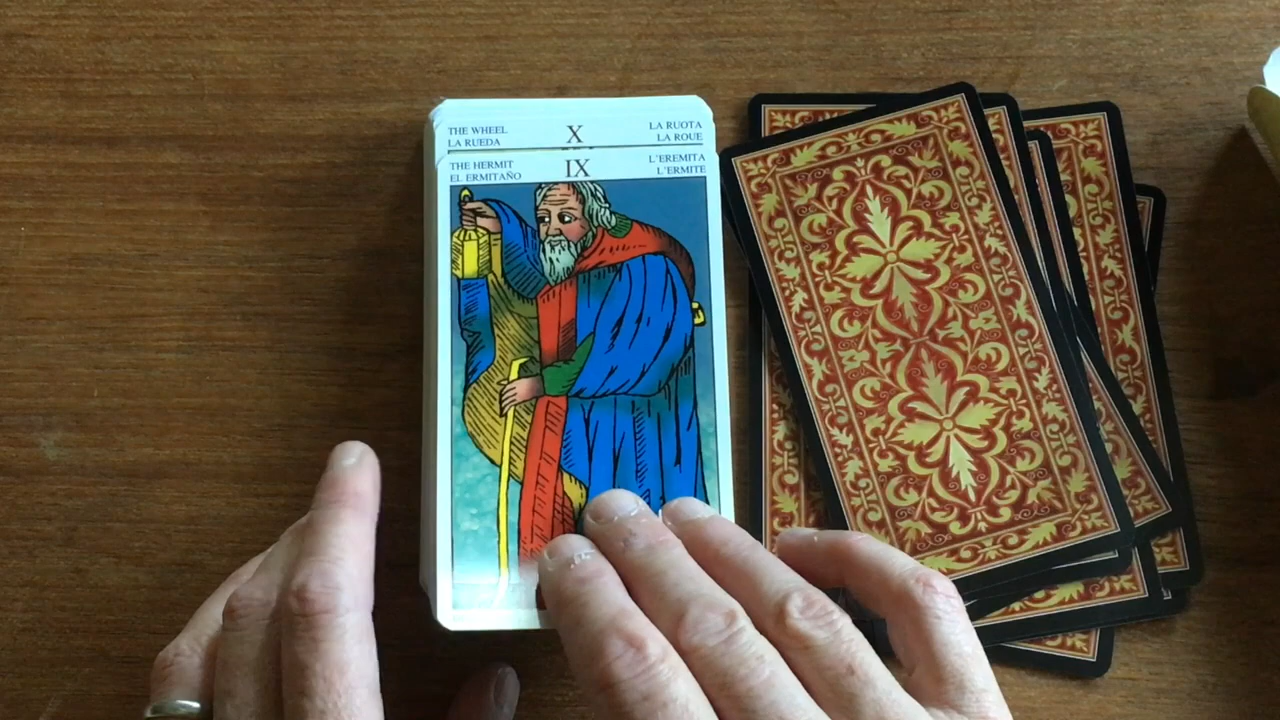 THE WHEEL X LA RUOTA
LA RUEDA LA ROUE
THE HERMIT IX L'EREMITA
EL ERMITAÑO L'ERMITE